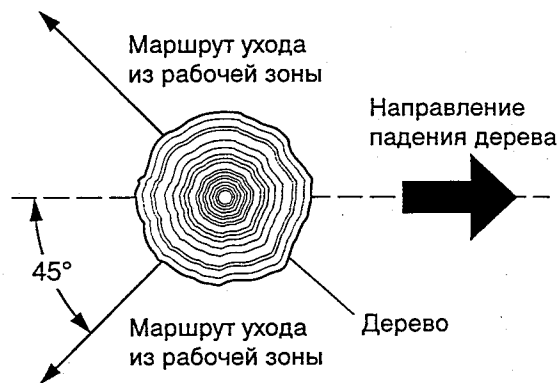 Маршрут ухода
из рабочей зоны
Направление
падения дерева
45°
Маршрут ухода
из рабочей зоны
Дерево